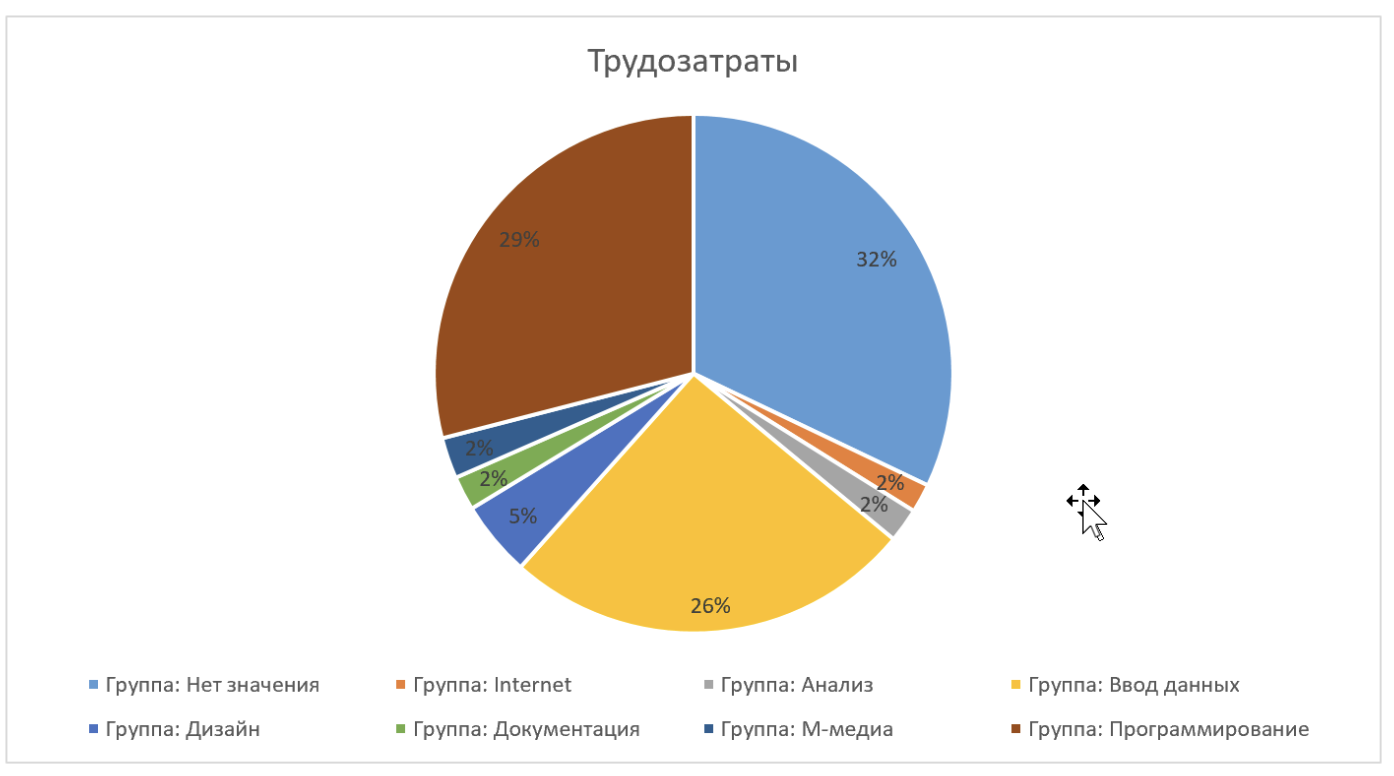 Трудозатраты
29%
32%
2%
2%
2%
2%
5%
26%
Группа: Нет значения
Группа: Internet
Группа: Анализ
Группа: Ввод данных
Группа: Дизайн
Группа: Документация
Группа: М-медиа
Группа: Программирование